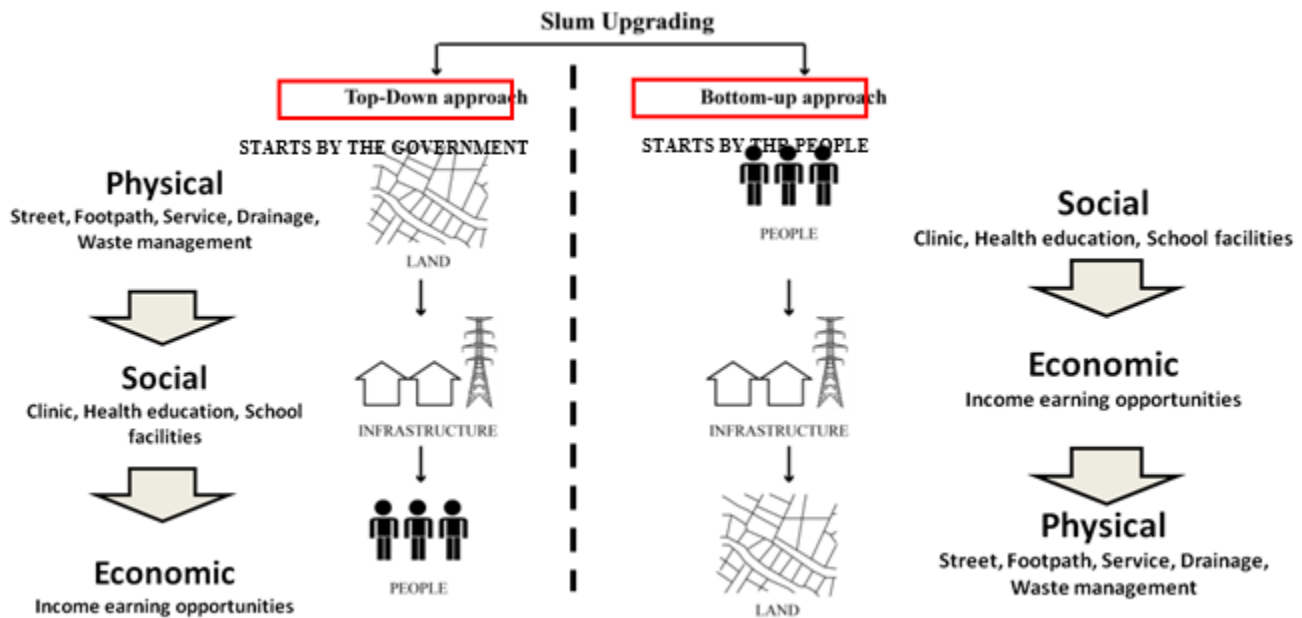 Slum Upgrading
Top-Down approach
STARTS BY THE GOVERNMENT
Physical
Street, Footpath, Service, Drainage,
Waste management
LAND
Social
Clinic, Health education, School
facilities
INFRASTRUCTURE
Economic
Income earning opportunities
PEOPLE
Bottom-up approach
STARTS BY THE PEOPLE
PEOPLE
Social
Clinic, Health education, School facilities
INFRASTRUCTURE
Economic
Income earning opportunities
LAND
Physical
Street, Footpath, Service, Drainage,
Waste management